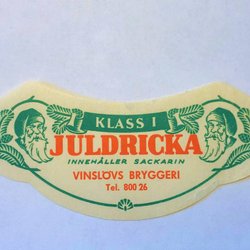 KLASS I
JULDRICKA
INNEHÅLLER SACKARIN
VINSLÖVS BRYGGERI
Tel. 800 26